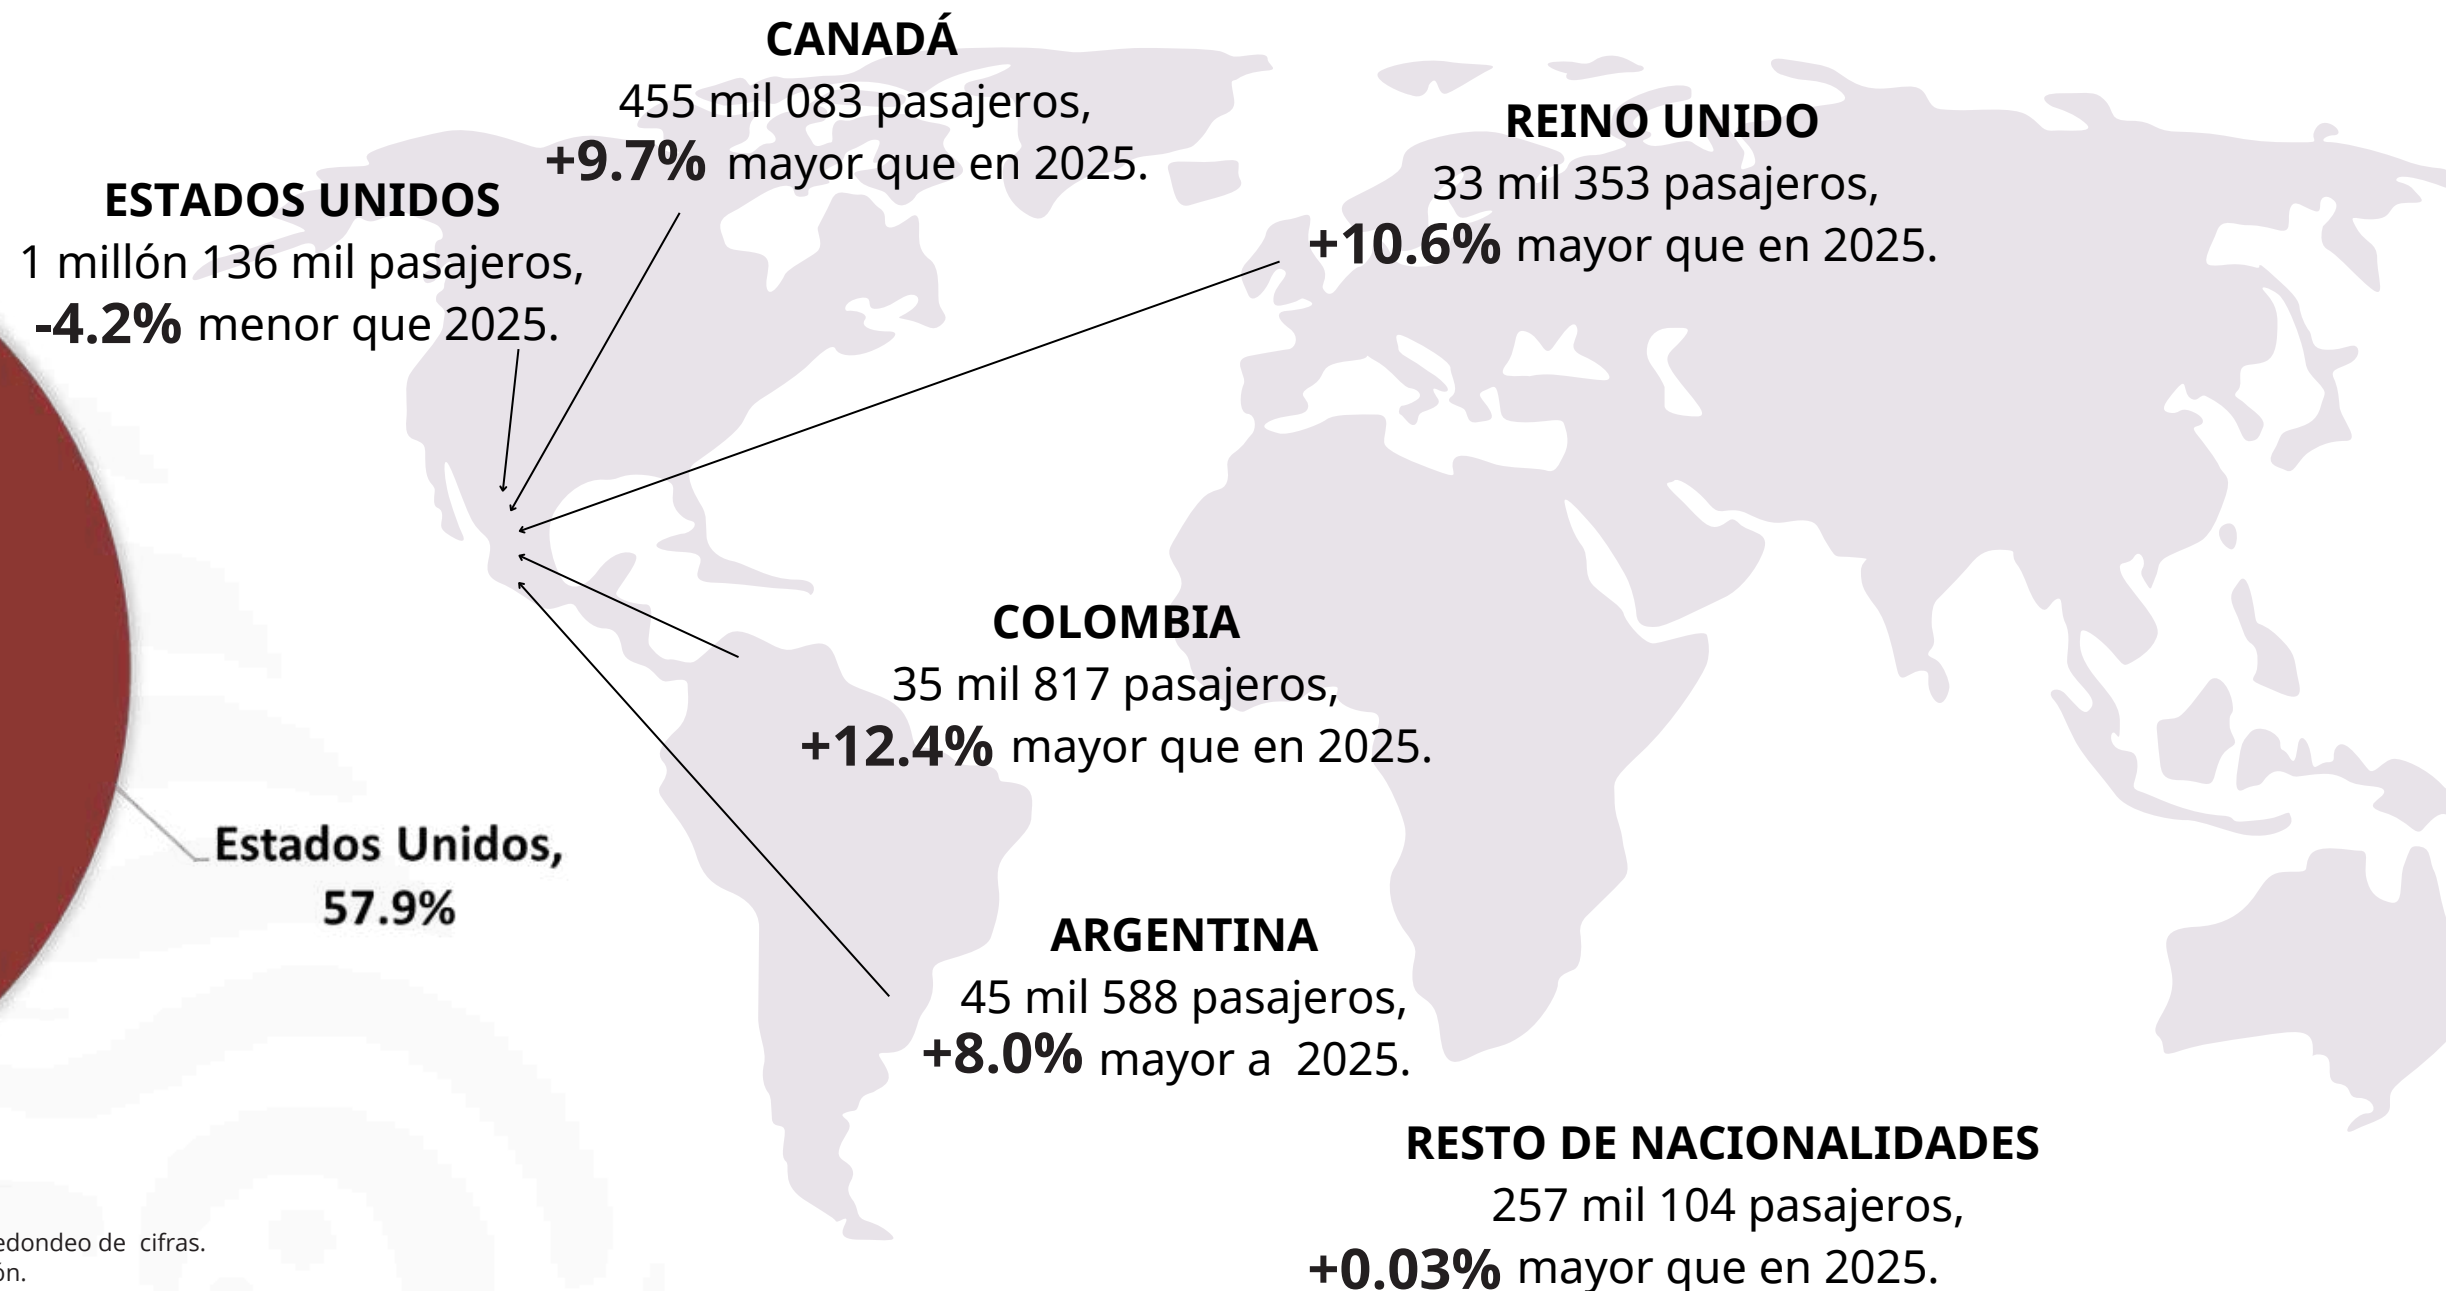 CANADÁ
455 mil 083 pasajeros,
+9.7% mayor que en 2025.
REINO UNIDO
33 mil 353 pasajeros,
+10.6% mayor que en 2025.
ESTADOS UNIDOS
1 millón 136 mil pasajeros,
-4.2% menor que 2025.
COLOMBIA
35 mil 817 pasajeros,
+12.4% mayor que en 2025.
Estados Unidos,
57.9%
ARGENTINA
45 mil 588 pasajeros,
+8.0% mayor a 2025.
RESTO DE NACIONALIDADES
257 mil 104 pasajeros,
+0.03% mayor que en 2025.
edondeo de cifras.
ón.